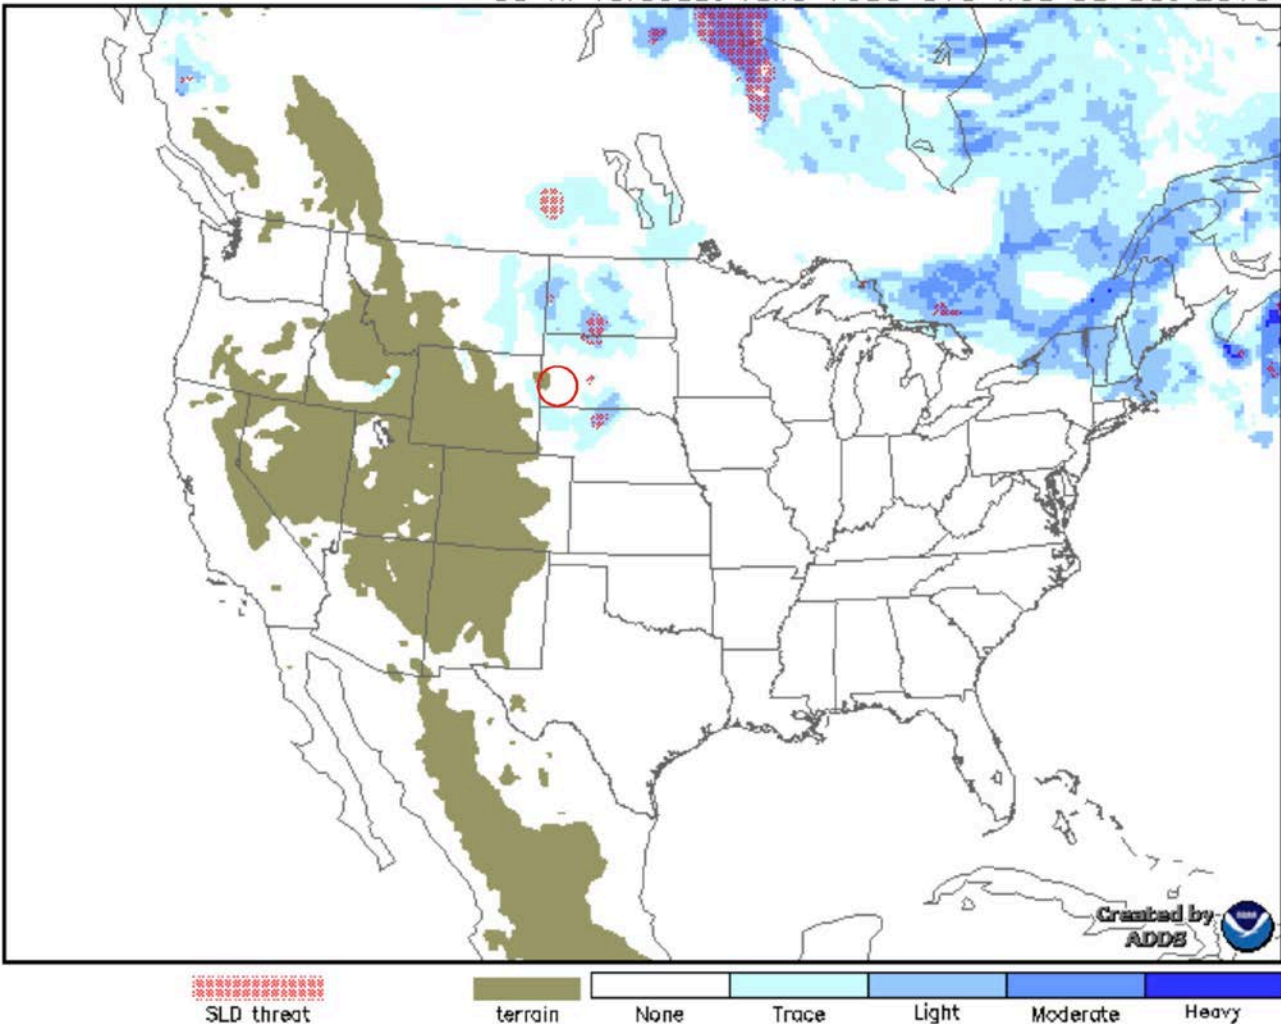 Created by
ADDS
SLD threat
terrain
None
Trace
Light
Moderate
Heavy